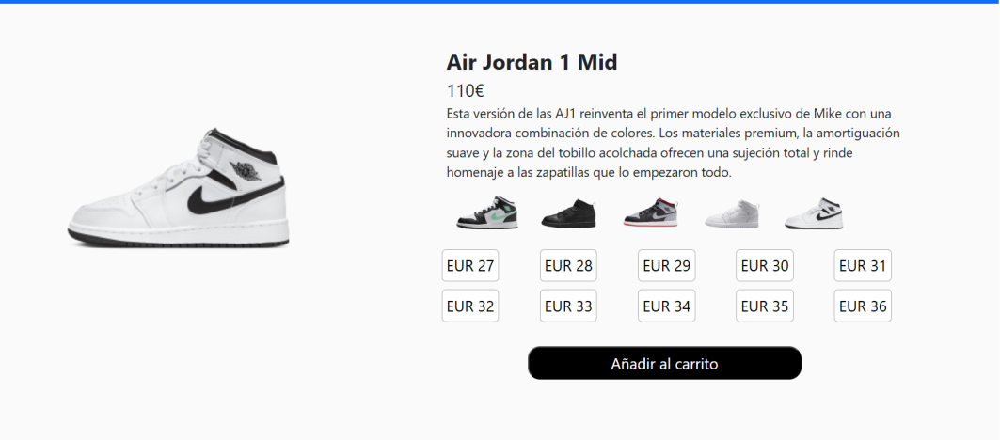 Air Jordan 1 Mid
110€
Esta versión de las AJ1 reinventa el primer modelo exclusivo de Mike con una
innovadora combinación de colores. Los materiales premium, la amortiguación
suave y la zona del tobillo acolchada ofrecen una sujeción total y rinde
homenaje a las zapatillas que lo empezaron todo.
EUR 27 EUR 28 EUR 29 EUR 30 EUR 31
EUR 32 EUR 33 EUR 34 EUR 35 EUR 36
Añadir al carrito